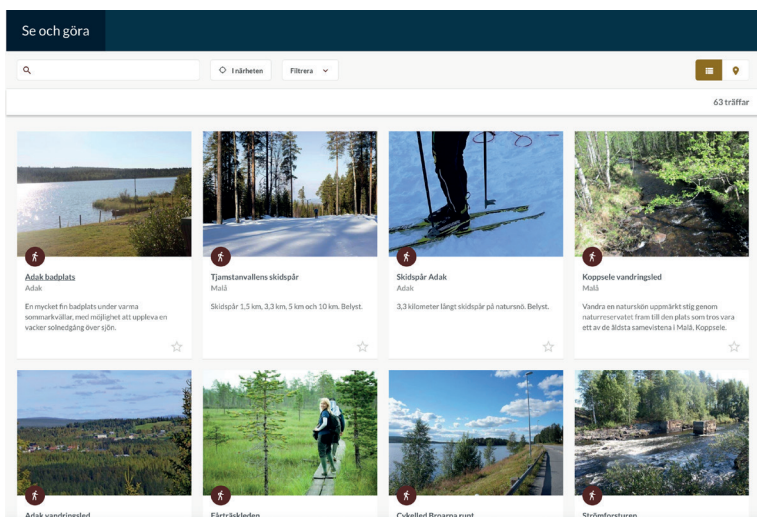 Se och göra
I närheten
Filtrera
63 träffar
Adak badplats
Adak
En mycket fin badplats under varma
sommarkvällar, med möjlighet att uppleva en
vacker solnedgång över sjön.
Tjamstanvallens skidspår
Malå
Skidspår 1,5 km, 3,3 km, 5 km och 10 km. Belyst.
Skidspår Adak
Adak
3,3 kilometer långt skidspår på natursnö. Belyst.
Koppsele vandringsled
Malå
Vandra en naturskön uppmärkt stig genom
naturreservatet fram till den plats som tros vara
ett av de äldsta samevistena i Malå, Koppsele.
Adak vandringsled
Fårträskleden
Cykelled Broarna runt
Strömforsturen